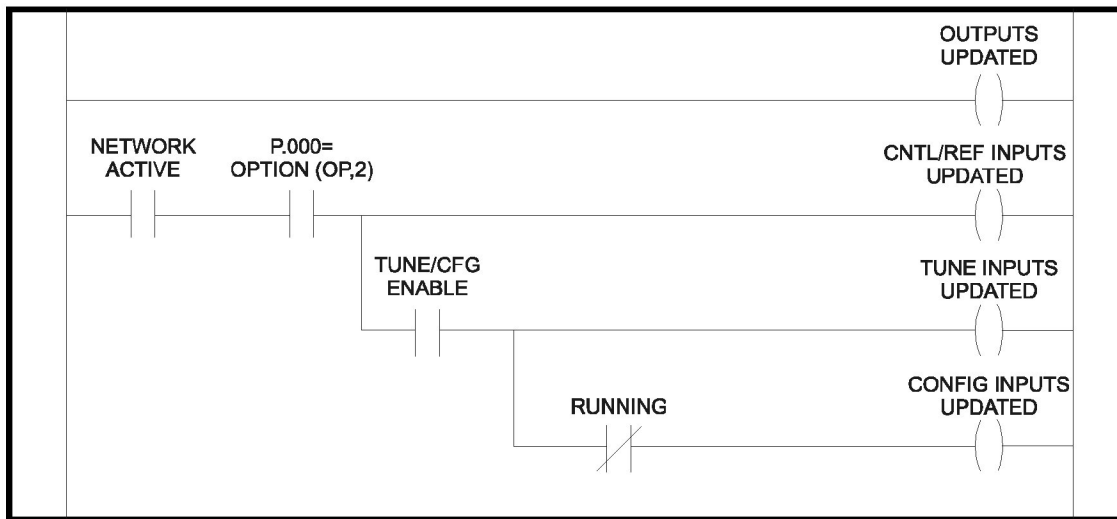 OUTPUTS
UPDATED
NETWORK
ACTIVE
P.000=
OPTION (OP,2)
CNTL/REF INPUTS
UPDATED
TUNE/CFG
ENABLE
TUNE INPUTS
UPDATED
RUNNING
CONFIG INPUTS
UPDATED